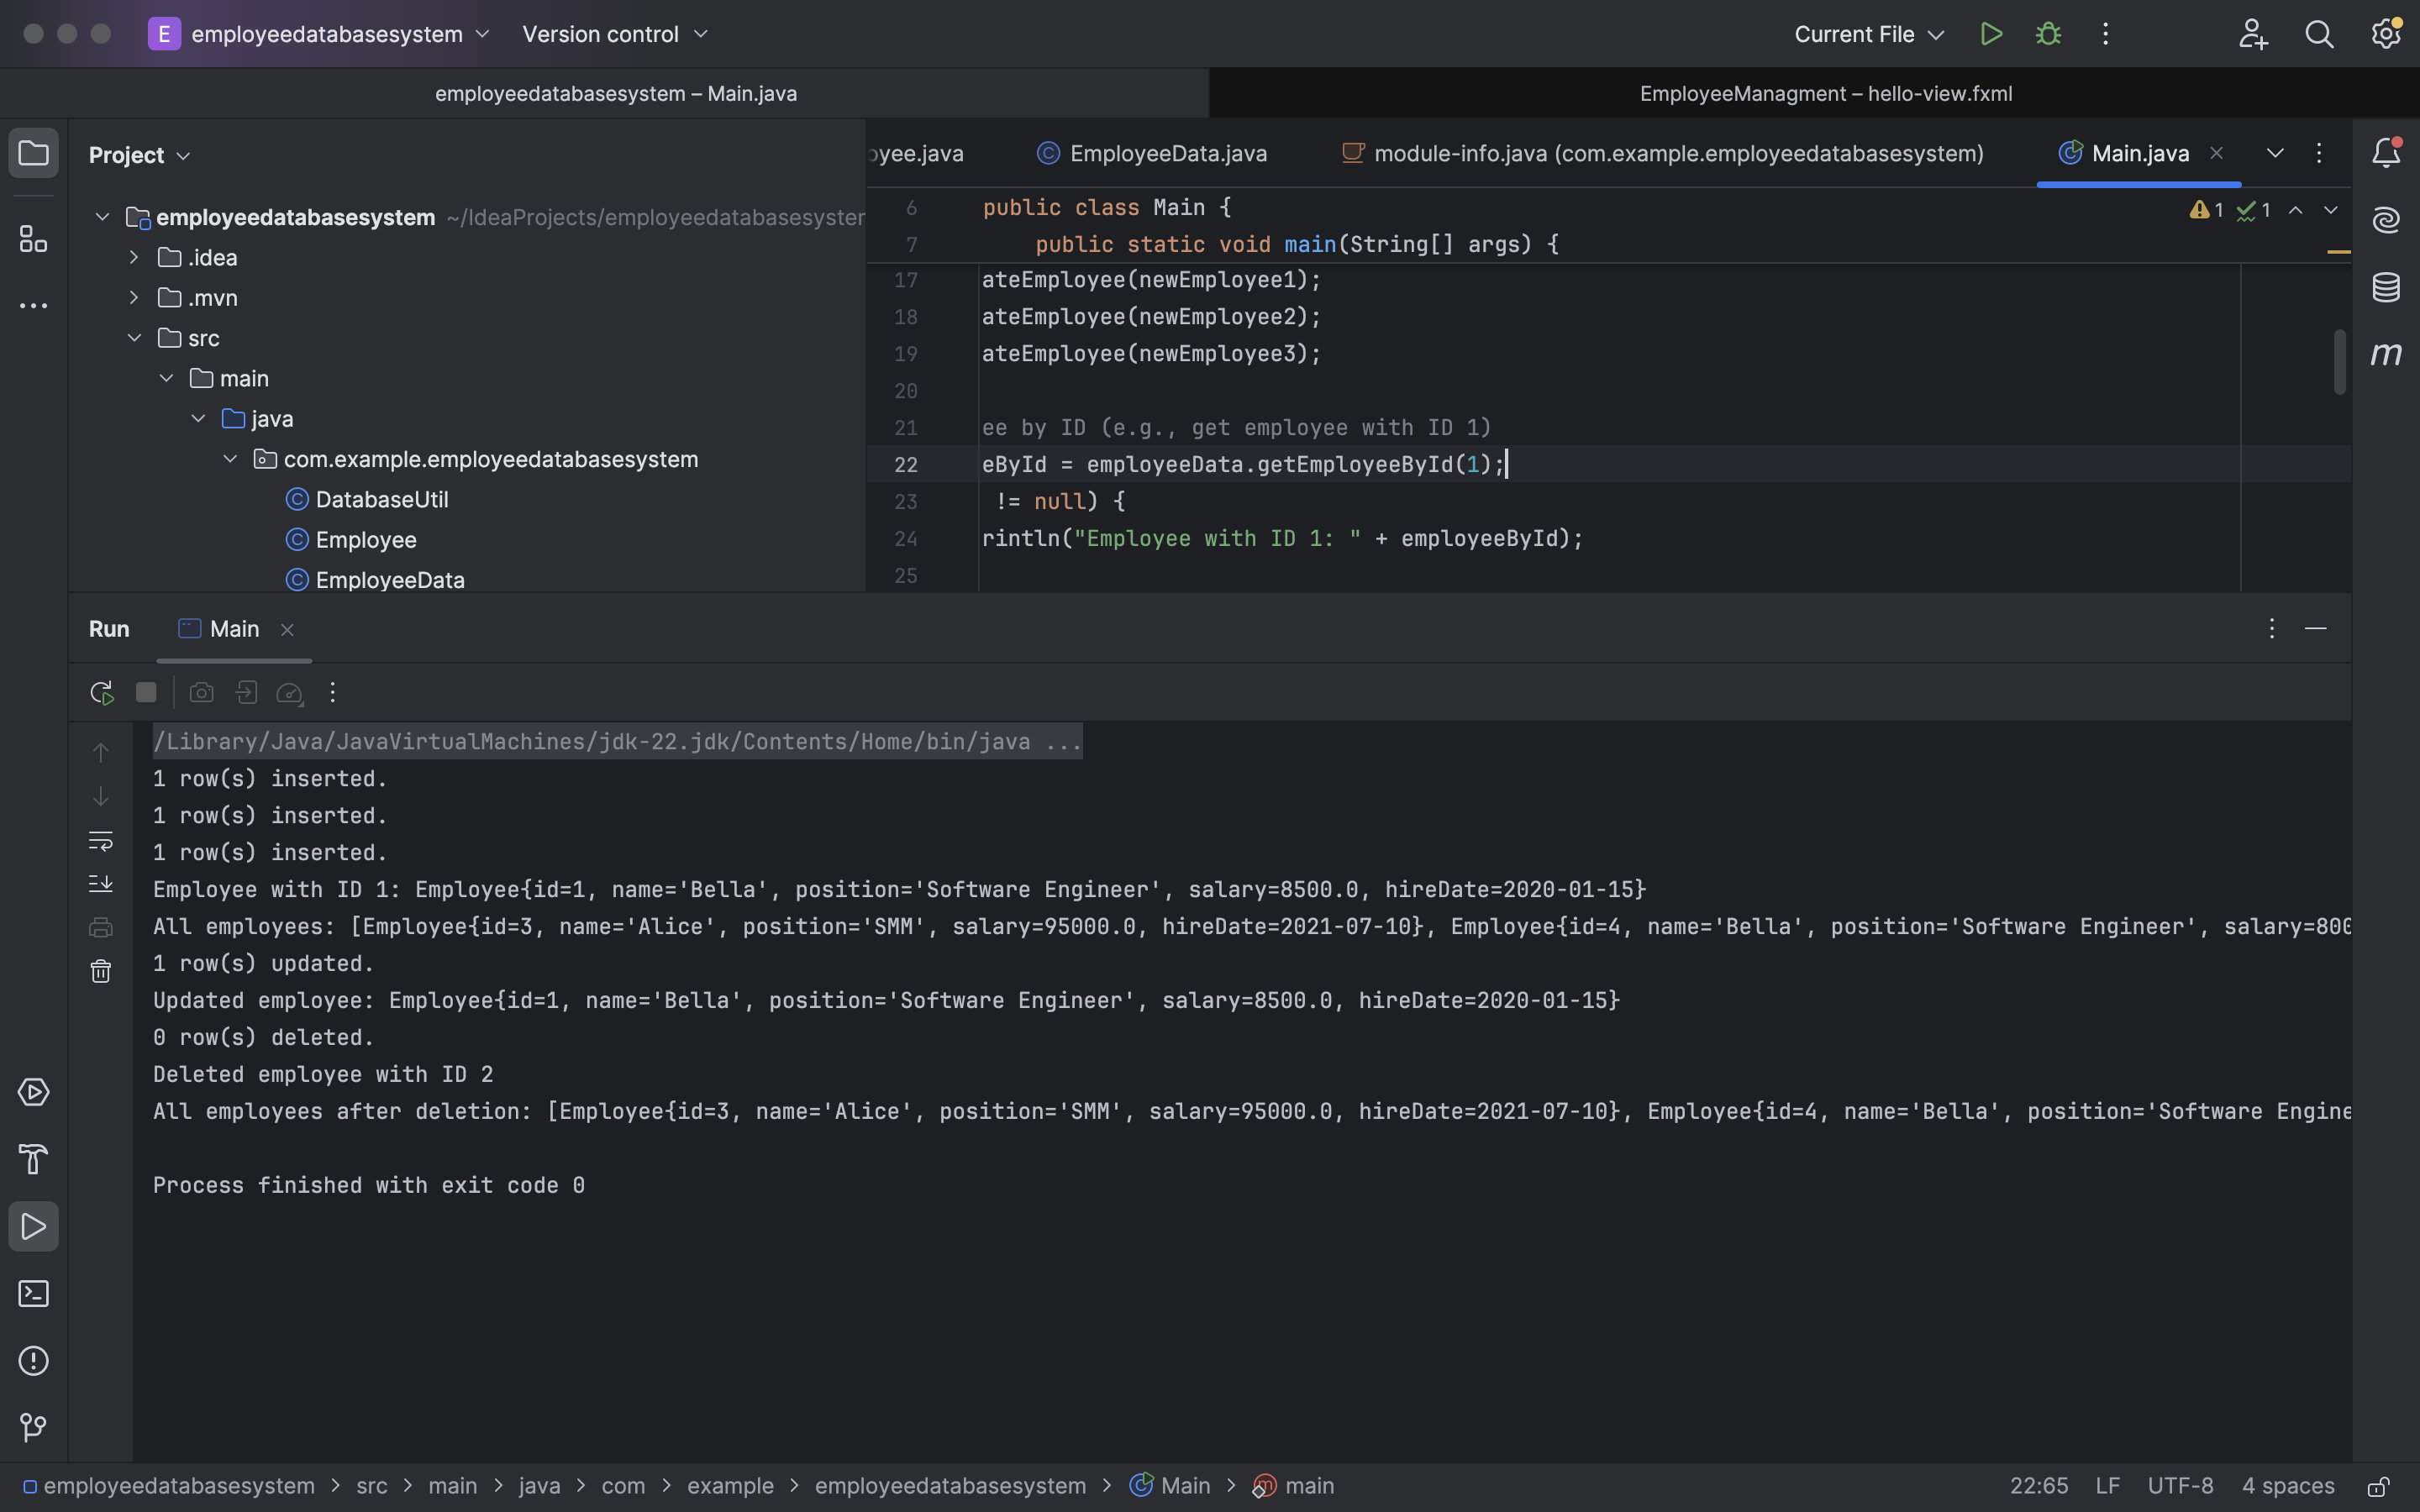 E employeedatabasesystem Version control Current File
employeedatabasesystem – Main.java EmployeeManagment – hello-view.fxml
Project
employeedatabasesystem ~/IdeaProjects/employeedatabasesyster
.idea
.mvn
src
main
java
com.example.employeedatabasesystem
DatabaseUtil
Employee
EmployeeData
oyee.java EmployeeData.java module-info.java (com.example.employeedatabasesystem) Main.java
6 public class Main {
1 1
7 public static void main(String[] args) {
17 ateEmployee(newEmployee1);
18 ateEmployee(newEmployee2);
19 ateEmployee(newEmployee3);
20
21 ee by ID (e.g., get employee with ID 1)
22 eById = employeeData.getEmployeeById(1);
23 != null) {
24 rintln("Employee with ID 1: " + employeeById);
25
m
Run Main
/Library/Java/JavaVirtualMachines/jdk-22.jdk/Contents/Home/bin/java ...
1 row(s) inserted.
1 row(s) inserted.
1 row(s) inserted.
Employee with ID 1: Employee{id=1, name='Bella', position='Software Engineer', salary=8500.0, hireDate=2020-01-15}
All employees: [Employee{id=3, name='Alice', position='SMM', salary=95000.0, hireDate=2021-07-10}, Employee{id=4, name='Bella', position='Software Engineer', salary=800
1 row(s) updated.
Updated employee: Employee{id=1, name='Bella', position='Software Engineer', salary=8500.0, hireDate=2020-01-15}
0 row(s) deleted.
Deleted employee with ID 2
All employees after deletion: [Employee{id=3, name='Alice', position='SMM', salary=95000.0, hireDate=2021-07-10}, Employee{id=4, name='Bella', position='Software Engine
Process finished with exit code 0
employeedatabasesystem > src > main > java > com > example > employeedatabasesystem > Main > main 22:65 LF UTF-8 4 spaces